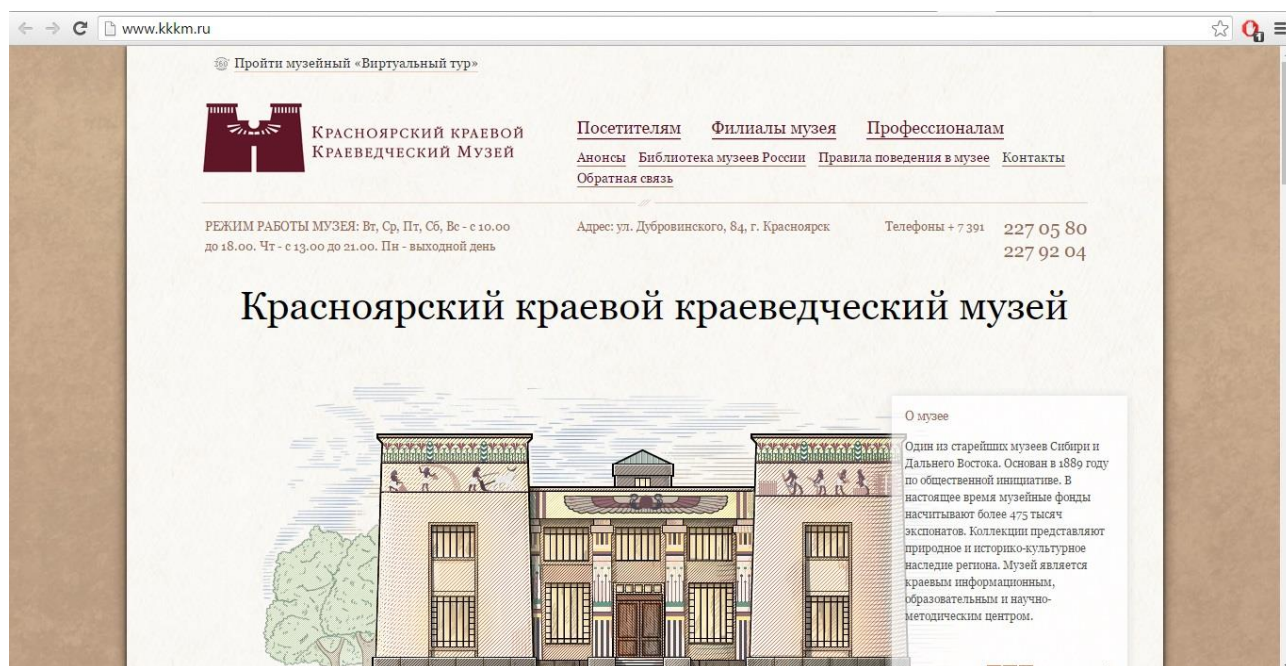 www.kkkm.ru
Пройти музейный «Виртуальный тур»
Красноярский краевой
Краеведческий Музей
Посетителям Филиалы музея Профессионалам
Анонсы Библиотека музеев России Правила поведения в музее Контакты
Обратная связь
РЕЖИМ РАБОТЫ МУЗЕЯ: Вт, Ср, Пт, Сб, Вс - с 10.00
до 18.00. Чт - с 13.00 до 21.00. Пн - выходной день
Адрес: ул. Дубровинского, 84, г. Красноярск
Телефоны + 7 391
227 05 80
227 92 04
Красноярский краевой краеведческий музей
О музее
Один из старейших музеев Сибири и
Дальнего Востока. Основан в 1889 году
по общественной инициативе. В
настоящее время музейные фонды
насчитывают более 475 тысяч
экспонатов. Коллекции представляют
природное и историко-культурное
наследие региона. Музей является
краевым информационным,
образовательным и научно-
методическим центром.